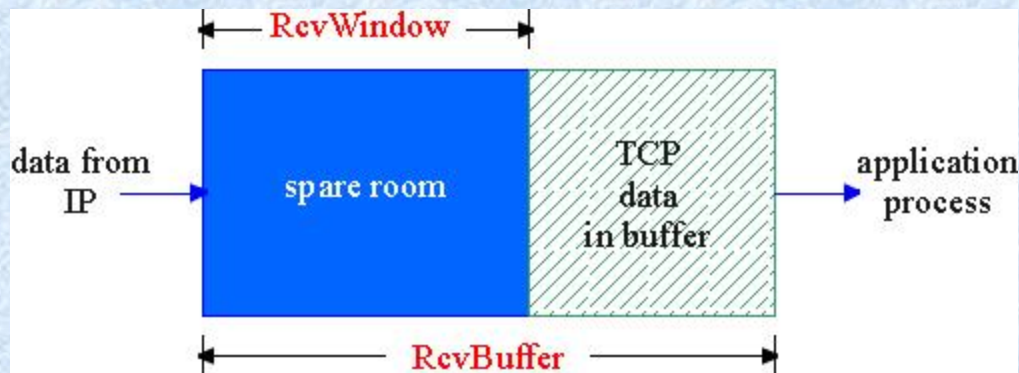 RcvWindow
data from
IP
spare room
TCP
data
in buffer
application
process
RcvBuffer